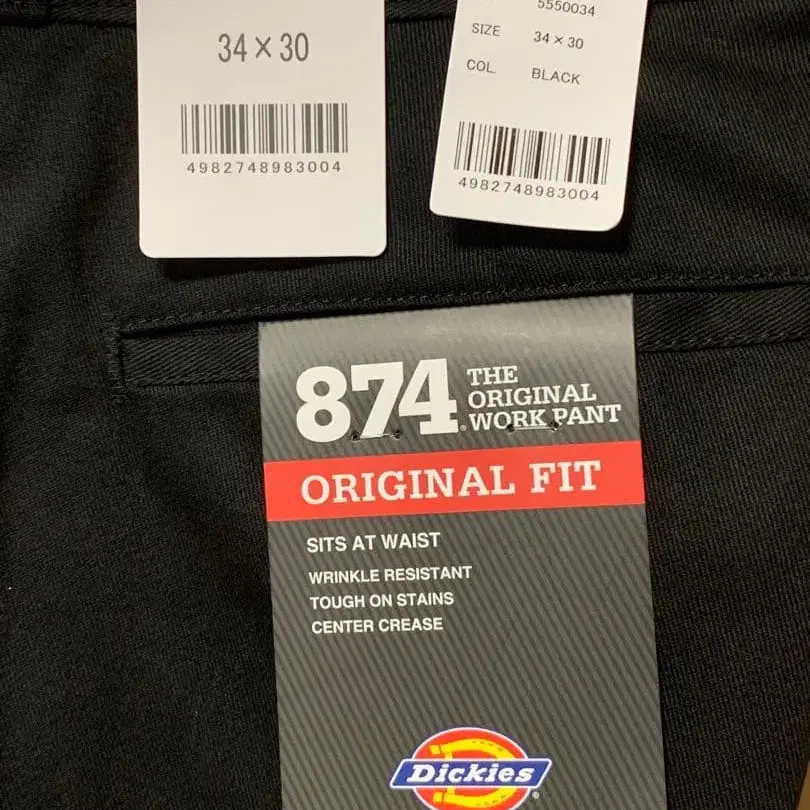 34×30
4982748983004
5550034
SIZE 34×30
COL. BLACK
4982748983004
874®
THE
ORIGINAL
WORK PANT
ORIGINAL FIT
SITS AT WAIST
WRINKLE RESISTANT
TOUGH ON STAINS
CENTER CREASE
Dickies®